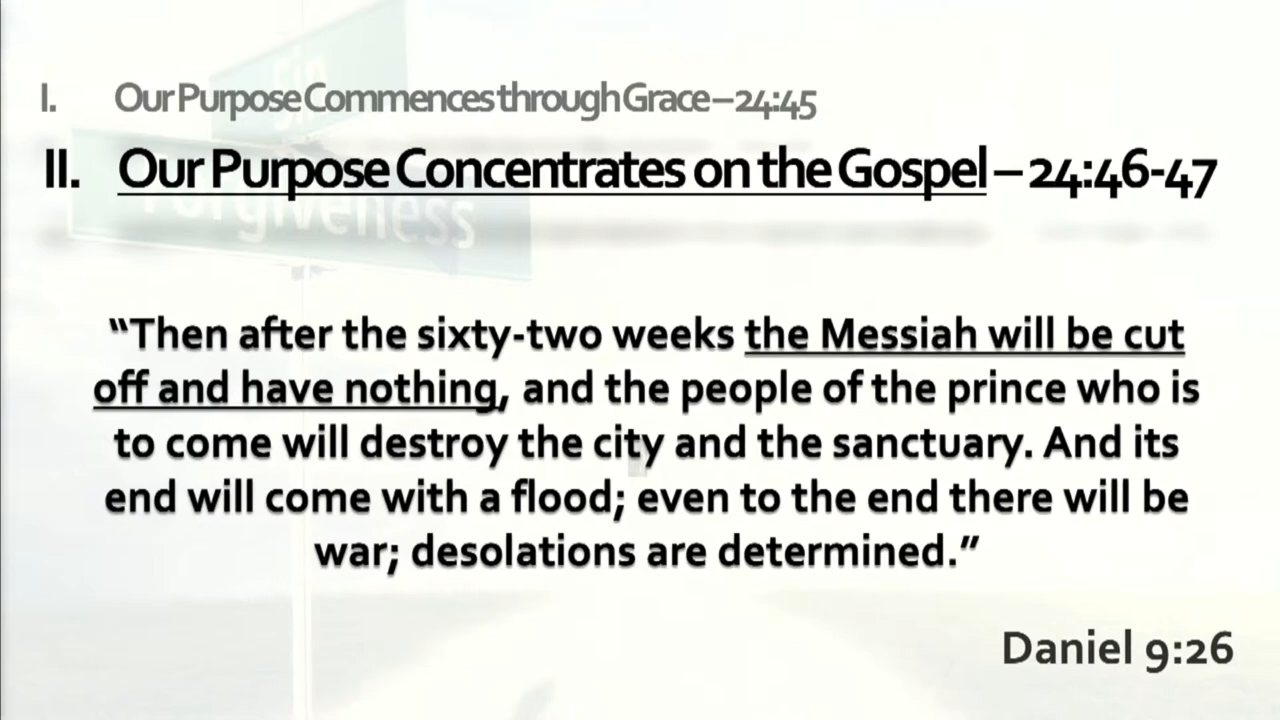 Sin
I. Our Purpose Commences through Grace – 24:45
II. Our Purpose Concentrates on the Gospel – 24:46-47
Forgiveness
“Then after the sixty-two weeks the Messiah will be cut
off and have nothing, and the people of the prince who is
to come will destroy the city and the sanctuary. And its
end will come with a flood; even to the end there will be
war; desolations are determined.”
Daniel 9:26